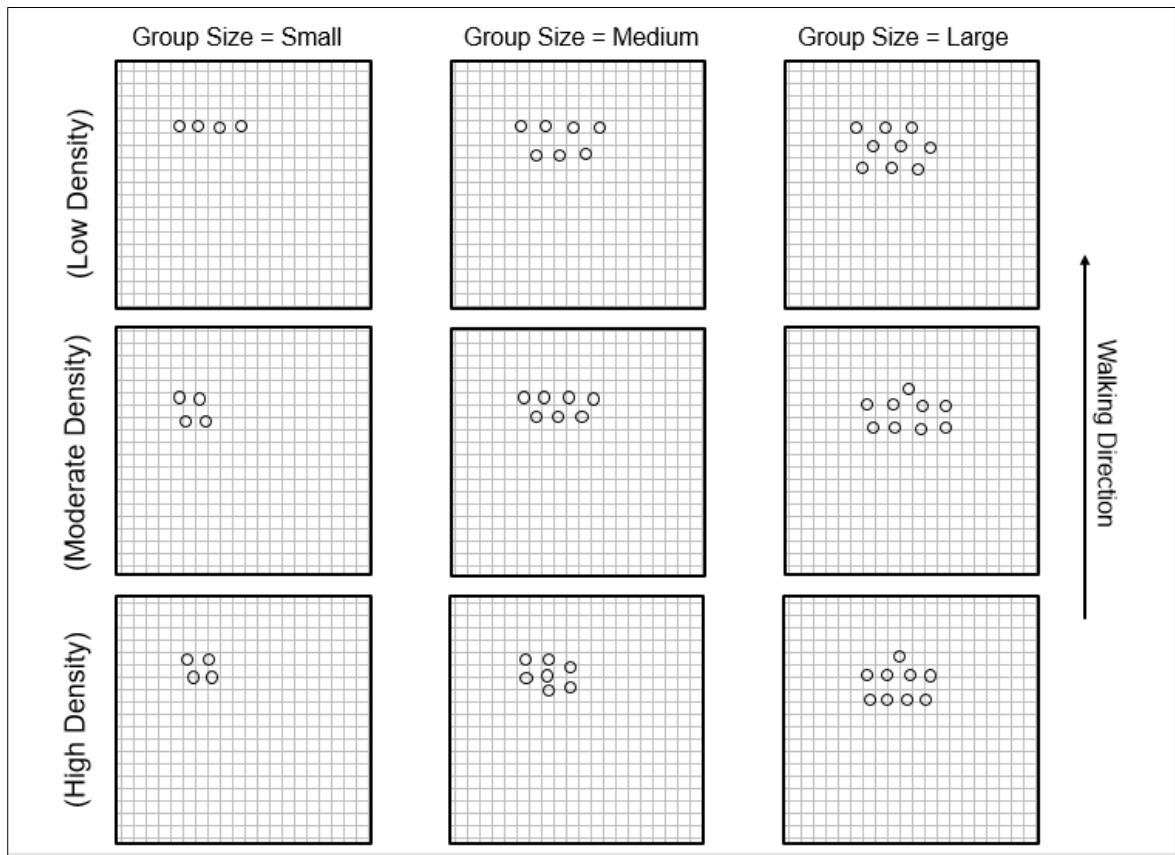 Group Size = Small
Group Size = Medium
Group Size = Large
(Low Density)
(Moderate Density)
(High Density)
Walking Direction